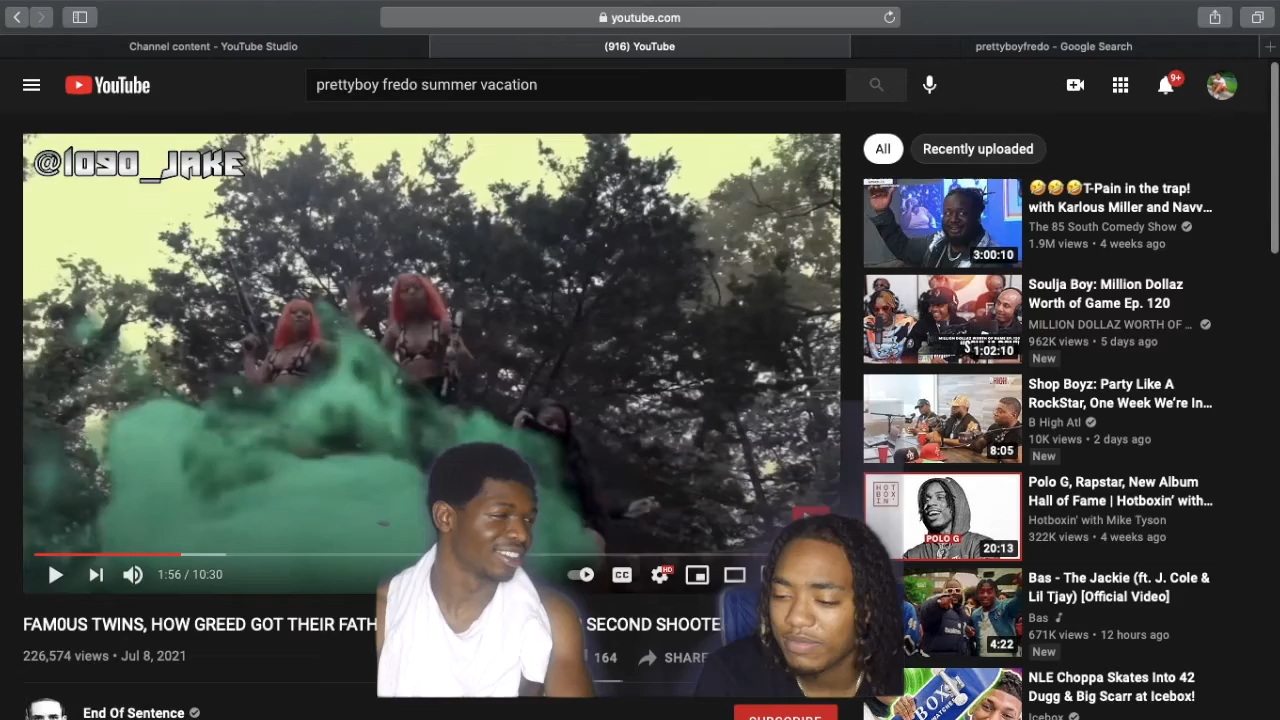 youtube.com
Channel content - YouTube Studio
(916) YouTube
prettyboyfredo - Google Search
YouTube
prettyboy fredo summer vacation
9+
@1090_JAKE
All
Recently uploaded
🤣🤣🤣T-Pain in the trap!
with Karlous Miller and Navv...
The 85 South Comedy Show
1.9M views • 4 weeks ago
3:00:10
Soulja Boy: Million Dollaz
Worth of Game Ep. 120
MILLION DOLLAZ WORTH OF ...
962K views • 5 days ago
New
1:02:10
Shop Boyz: Party Like A
RockStar, One Week We're In...
B High Atl
10K views • 2 days ago
New
8:05
Polo G, Rapstar, New Album
Hall of Fame | Hotboxin' with...
Hotboxin' with Mike Tyson
322K views • 4 weeks ago
HOT
BOX
IN'
POLO G
20:13
Bas - The Jackie (ft. J. Cole &
Lil Tjay) [Official Video]
Bas
671K views • 12 hours ago
New
4:22
NLE Choppa Skates Into 42
Dugg & Big Scarr at Icebox!
Icebox
1:56 / 10:30
CC
HD
FAM0US TWINS, HOW GREED GOT THEIR FATH
SECOND SHOOTE
226,574 views • Jul 8, 2021
164
SHARE
End Of Sentence
SUBSCRIBE